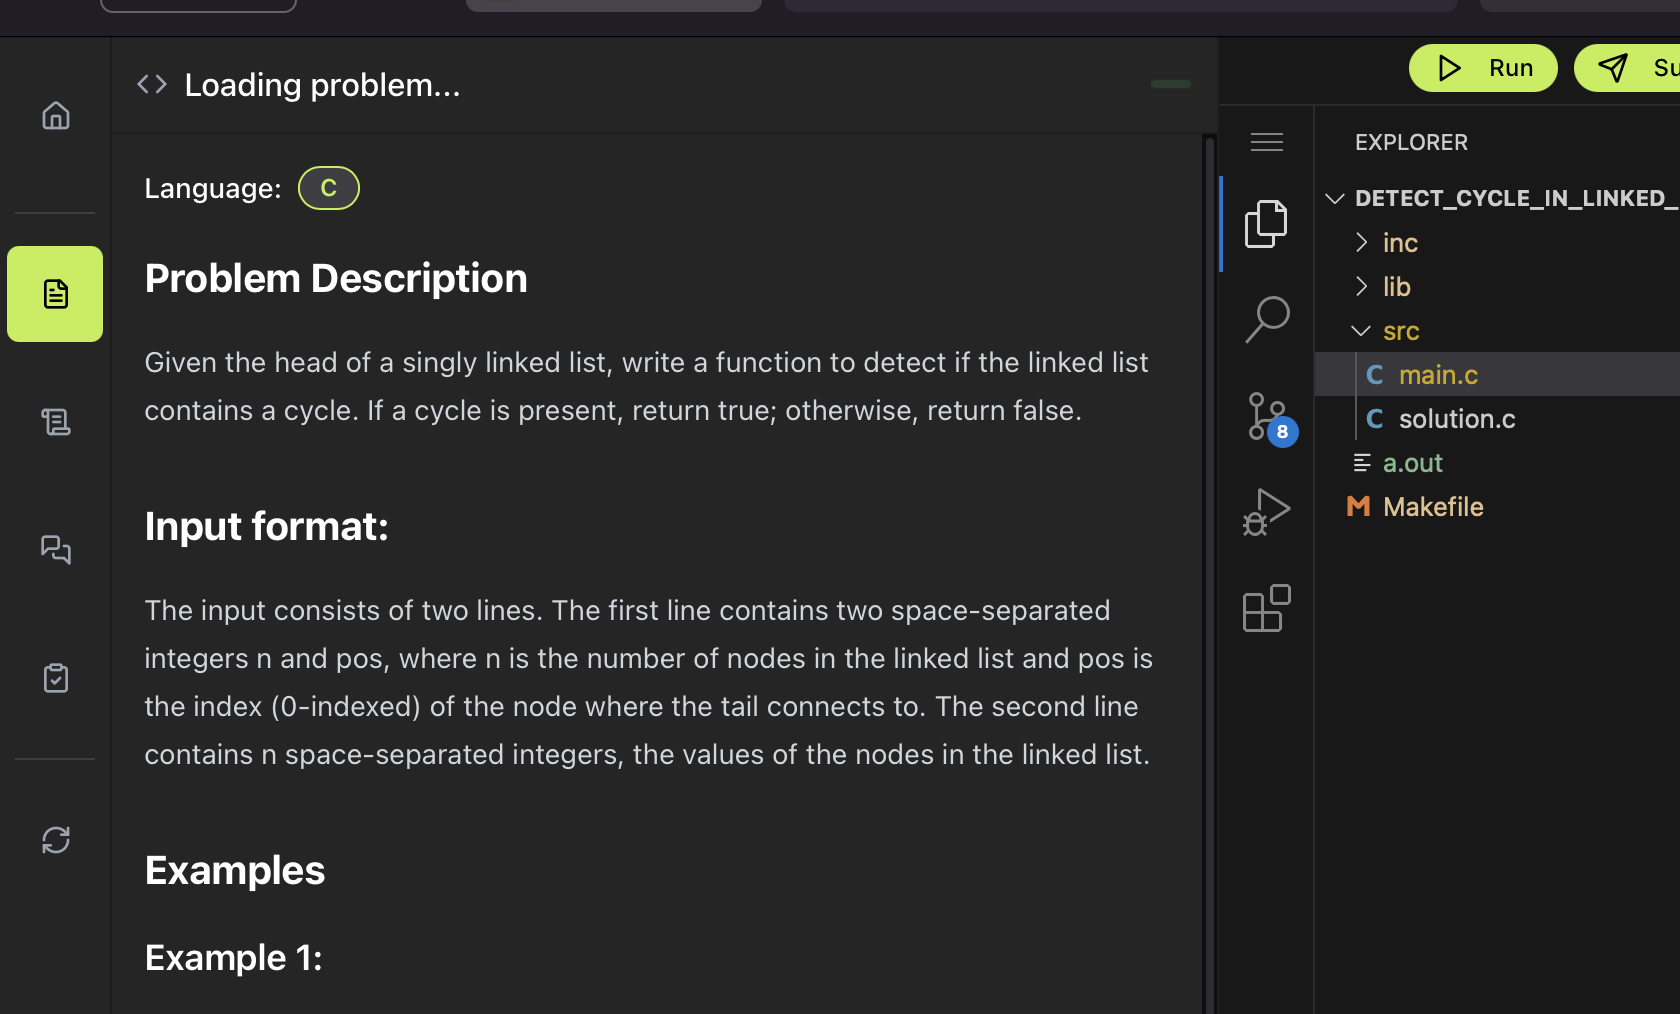 Loading problem...
Run
Su
Language: C
Problem Description
Given the head of a singly linked list, write a function to detect if the linked list
contains a cycle. If a cycle is present, return true; otherwise, return false.
Input format:
The input consists of two lines. The first line contains two space-separated
integers n and pos, where n is the number of nodes in the linked list and pos is
the index (0-indexed) of the node where the tail connects to. The second line
contains n space-separated integers, the values of the nodes in the linked list.
Examples
Example 1:
8
EXPLORER
DETECT_CYCLE_IN_LINKED_
inc
lib
src
C main.c
C solution.c
a.out
M Makefile